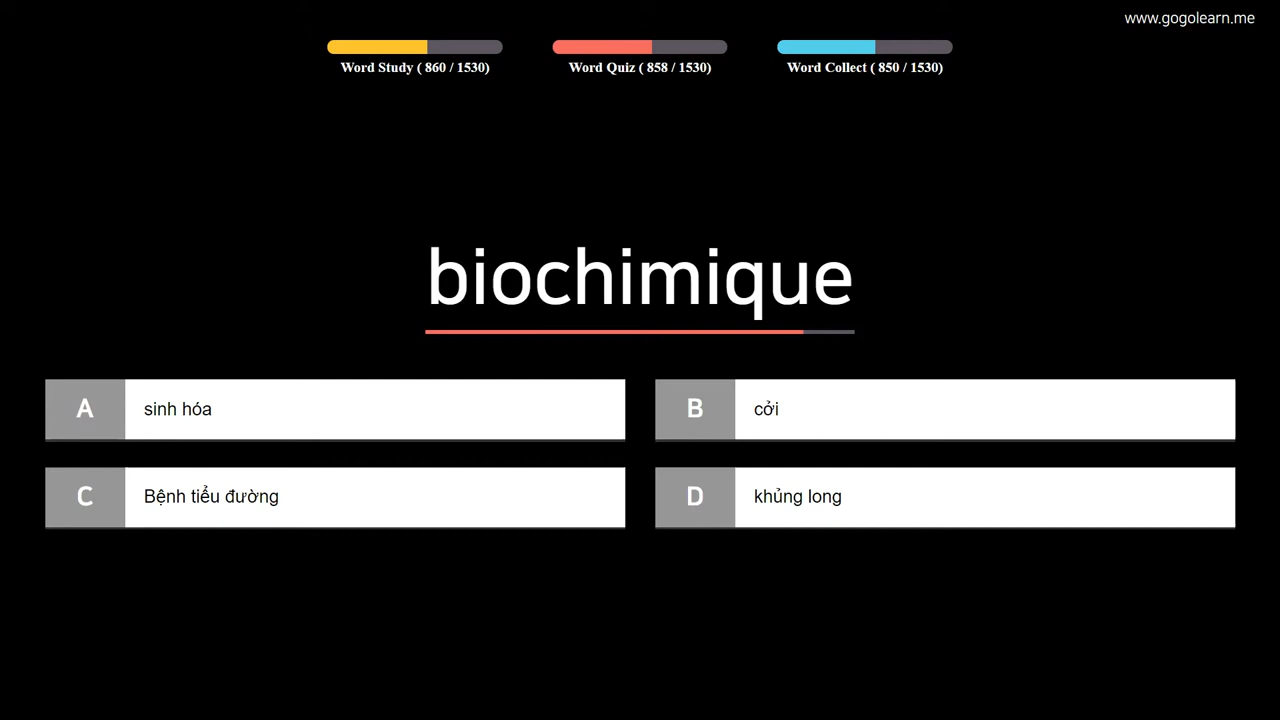 www.gogolearn.me
Word Study ( 860 / 1530)
Word Quiz ( 858 / 1530)
Word Collect ( 850 / 1530)
biochimique
A sinh hóa
B cởi
C Bệnh tiểu đường
D khủng long